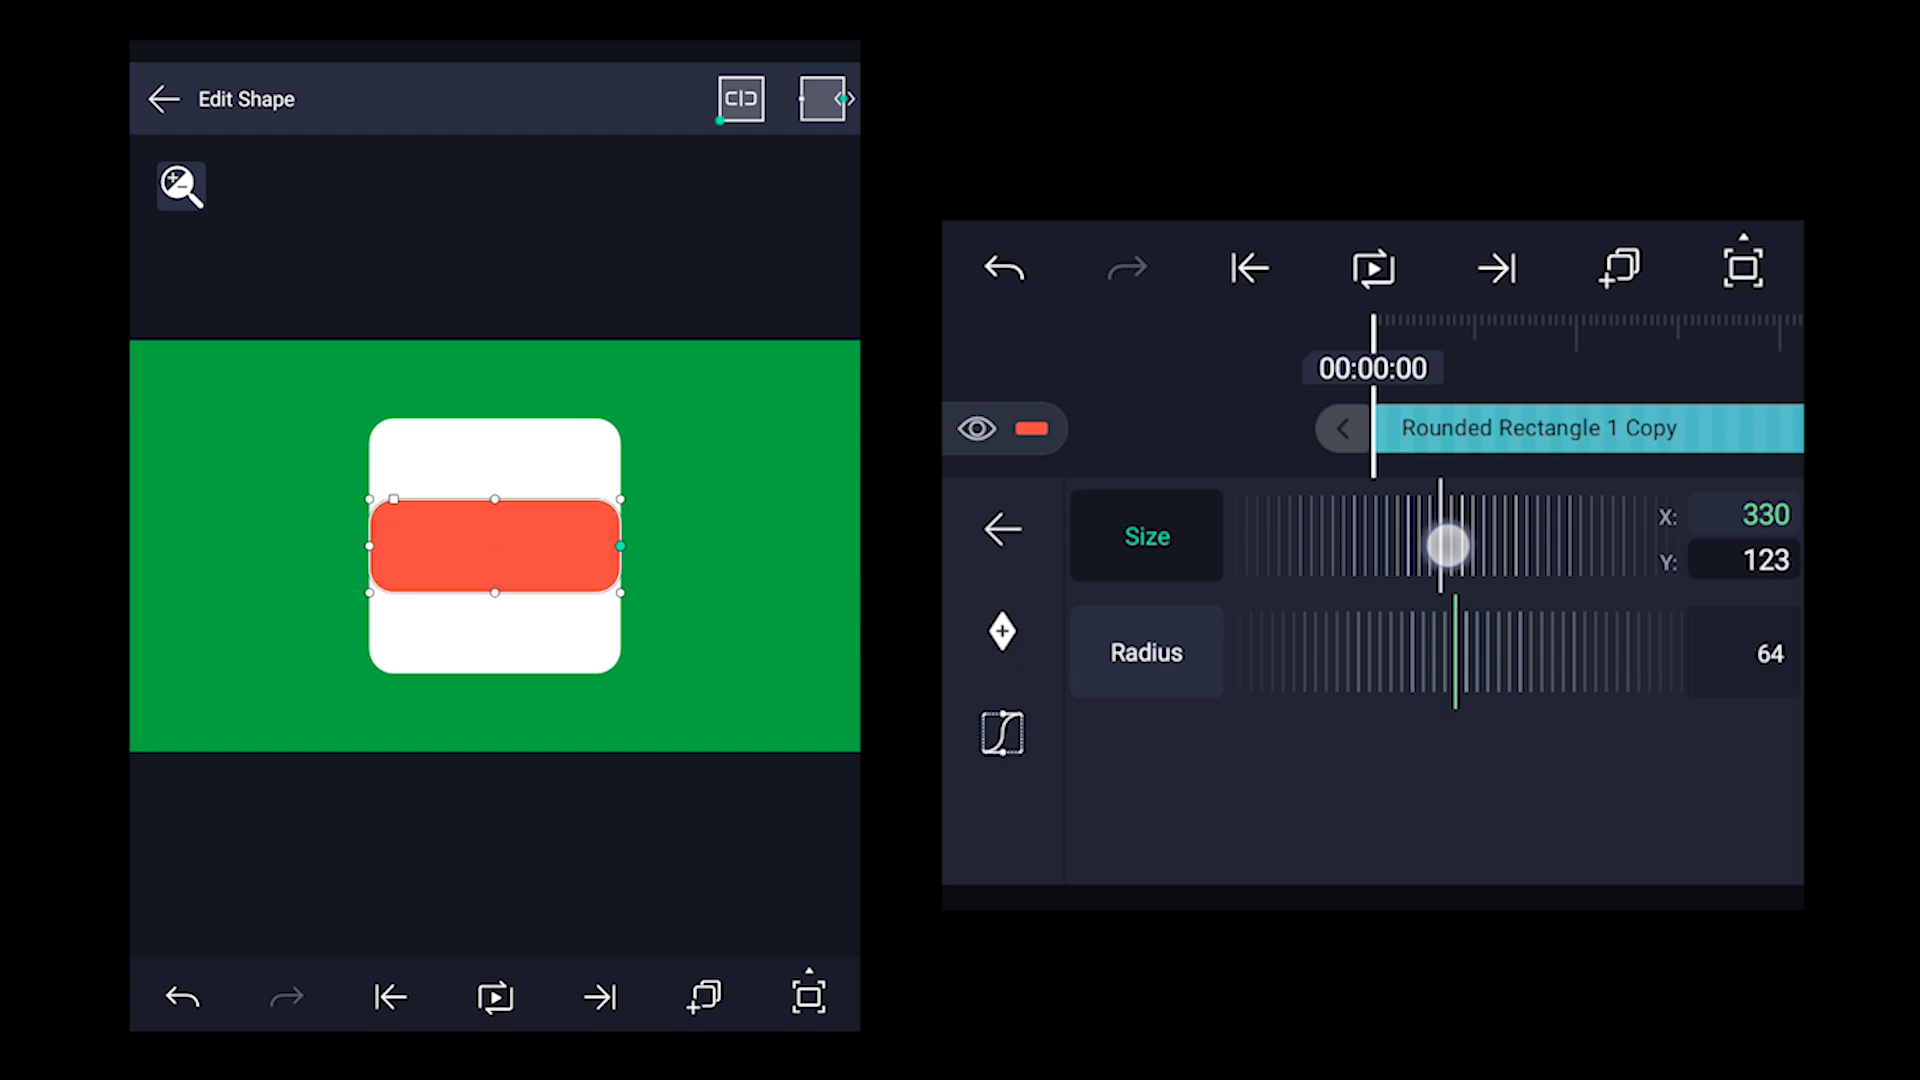 Edit Shape
00:00:00
Rounded Rectangle 1 Copy
Size
X: 330
Y: 123
Radius
64